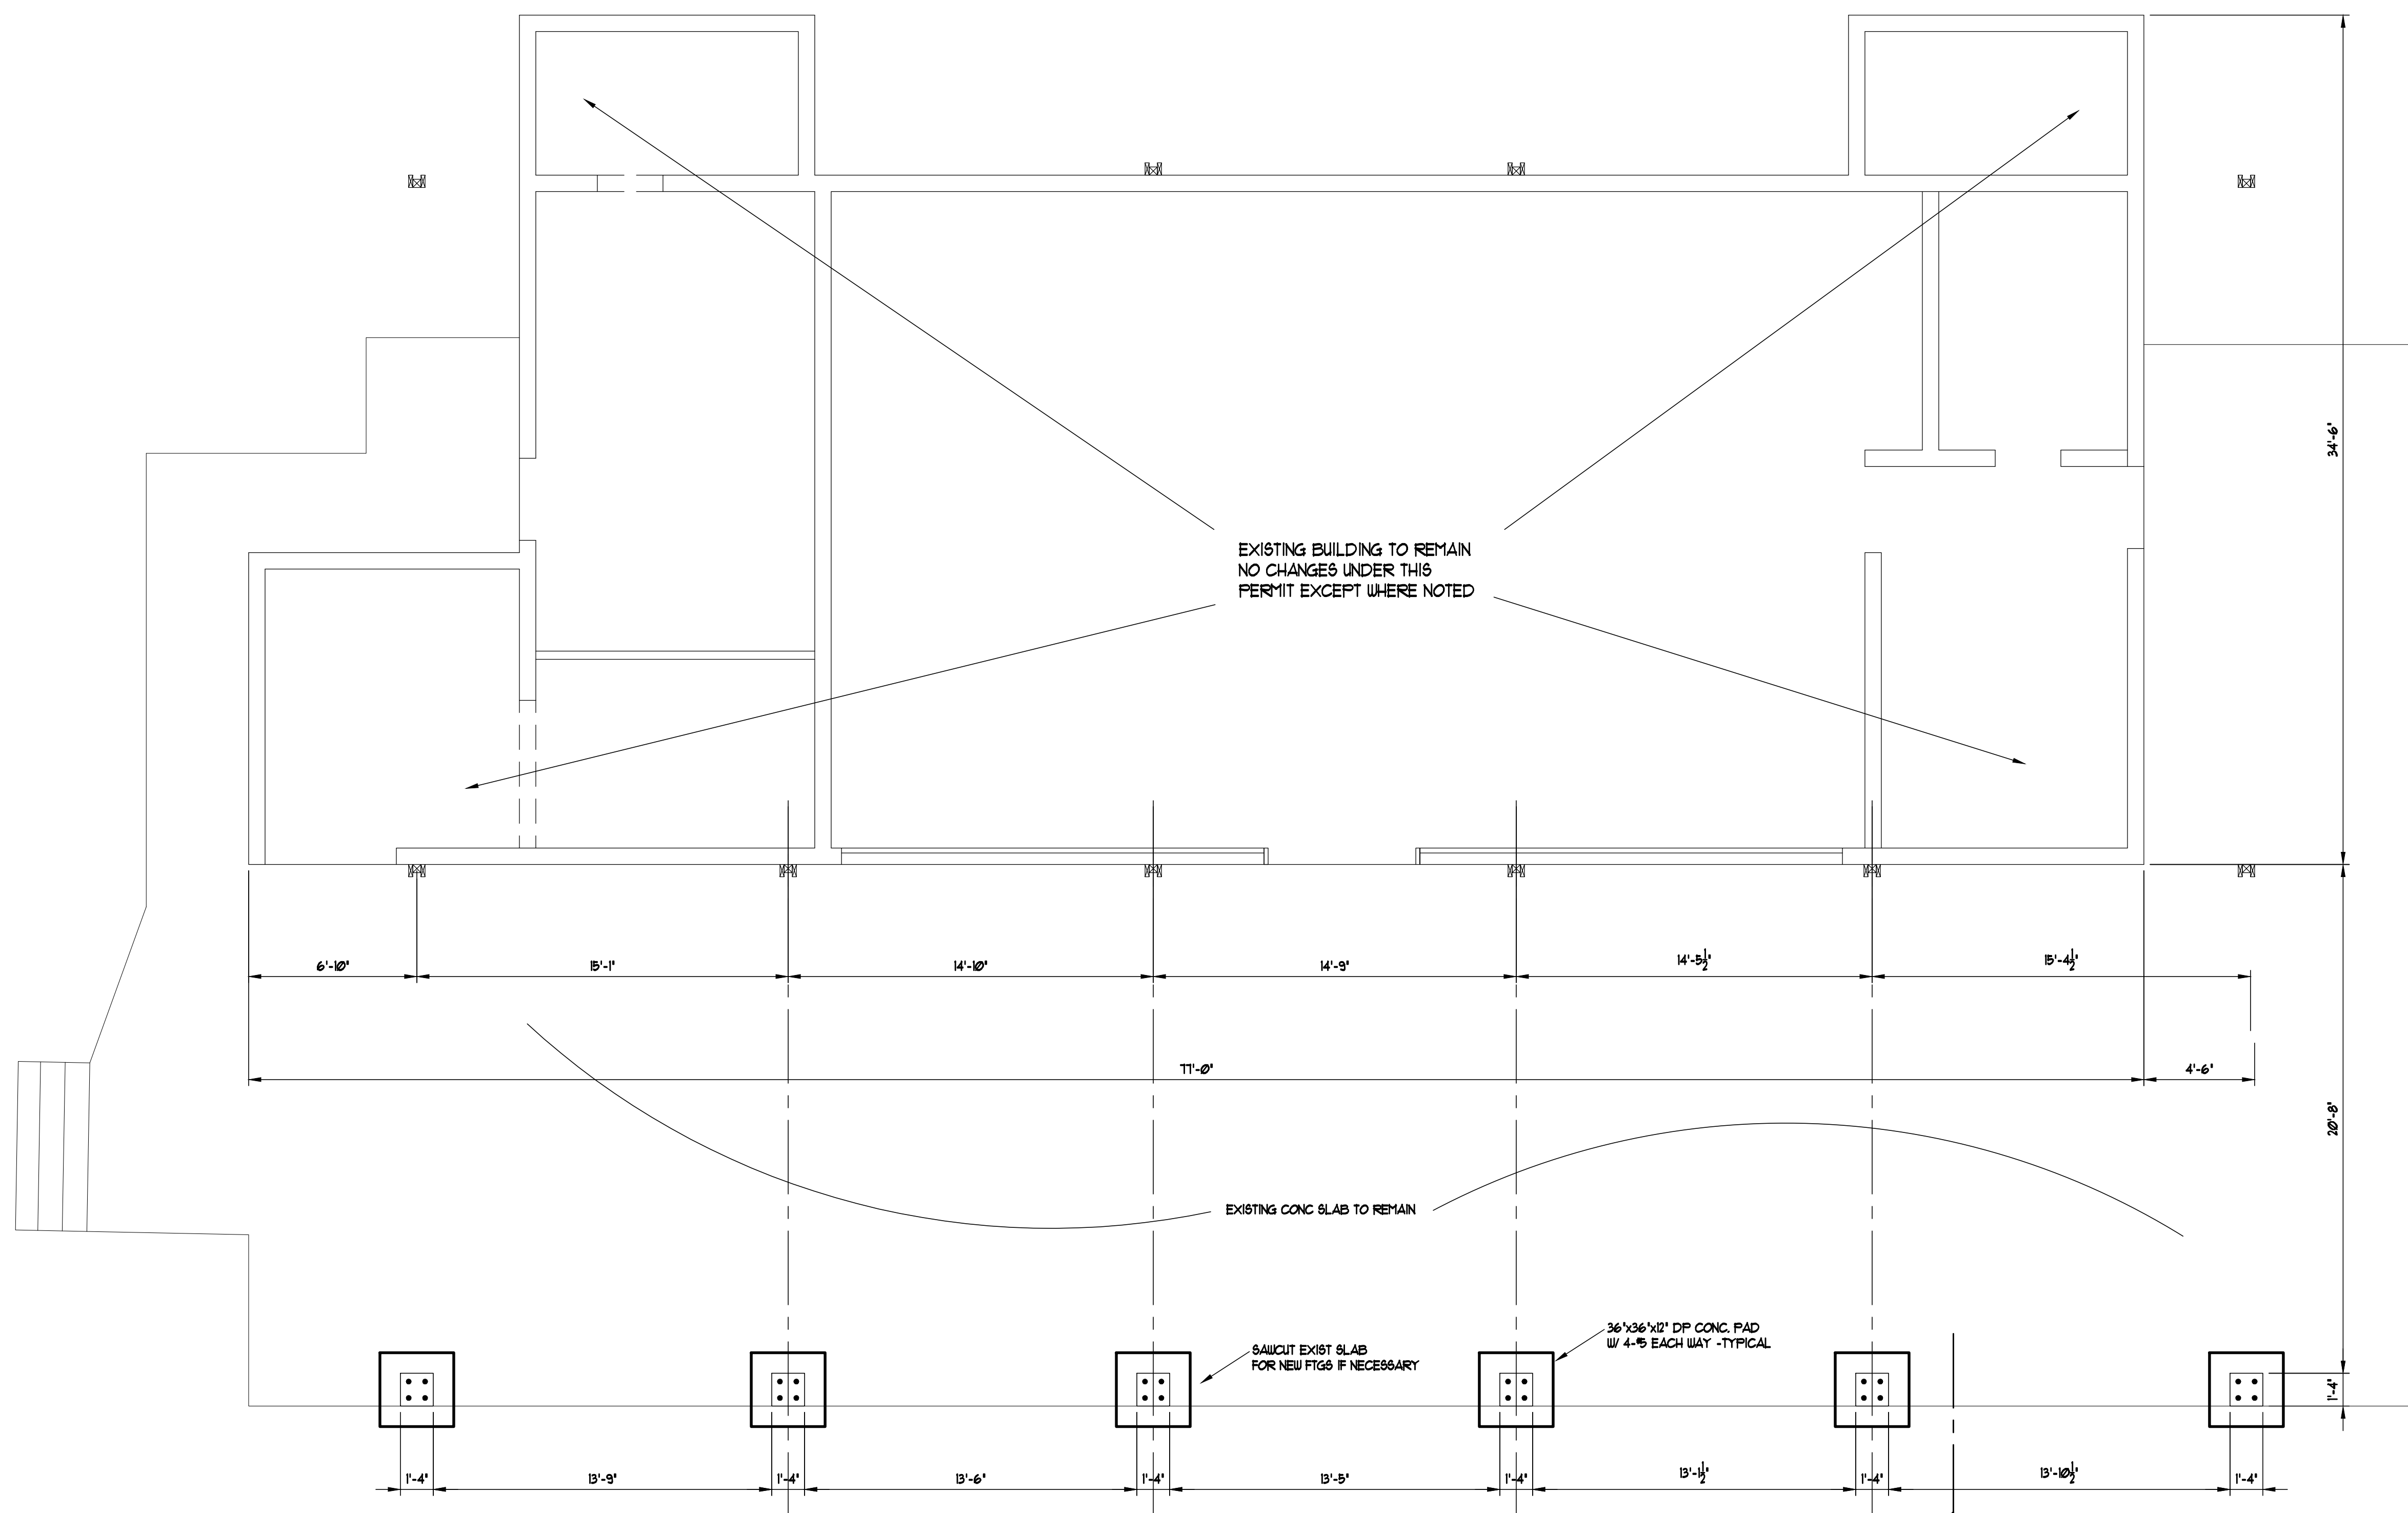 34'-6"
EXISTING BUILDING TO REMAIN
NO CHANGES UNDER THIS
PERMIT EXCEPT WHERE NOTED
6'-10"
15'-1"
14'-10"
14'-9"
14'-5½"
15'-4½"
77'-0"
4'-6"
20'-8"
EXISTING CONC SLAB TO REMAIN
SAWCUT EXIST SLAB
FOR NEW FTGS IF NECESSARY
36"x36"x12" DP CONC. PAD
W/ 4-#5 EACH WAY -TYPICAL
1'-4"
1'-4"
13'-9"
1'-4"
13'-6"
1'-4"
13'-5"
1'-4"
13'-1½"
1'-4"
13'-10½"
1'-4"